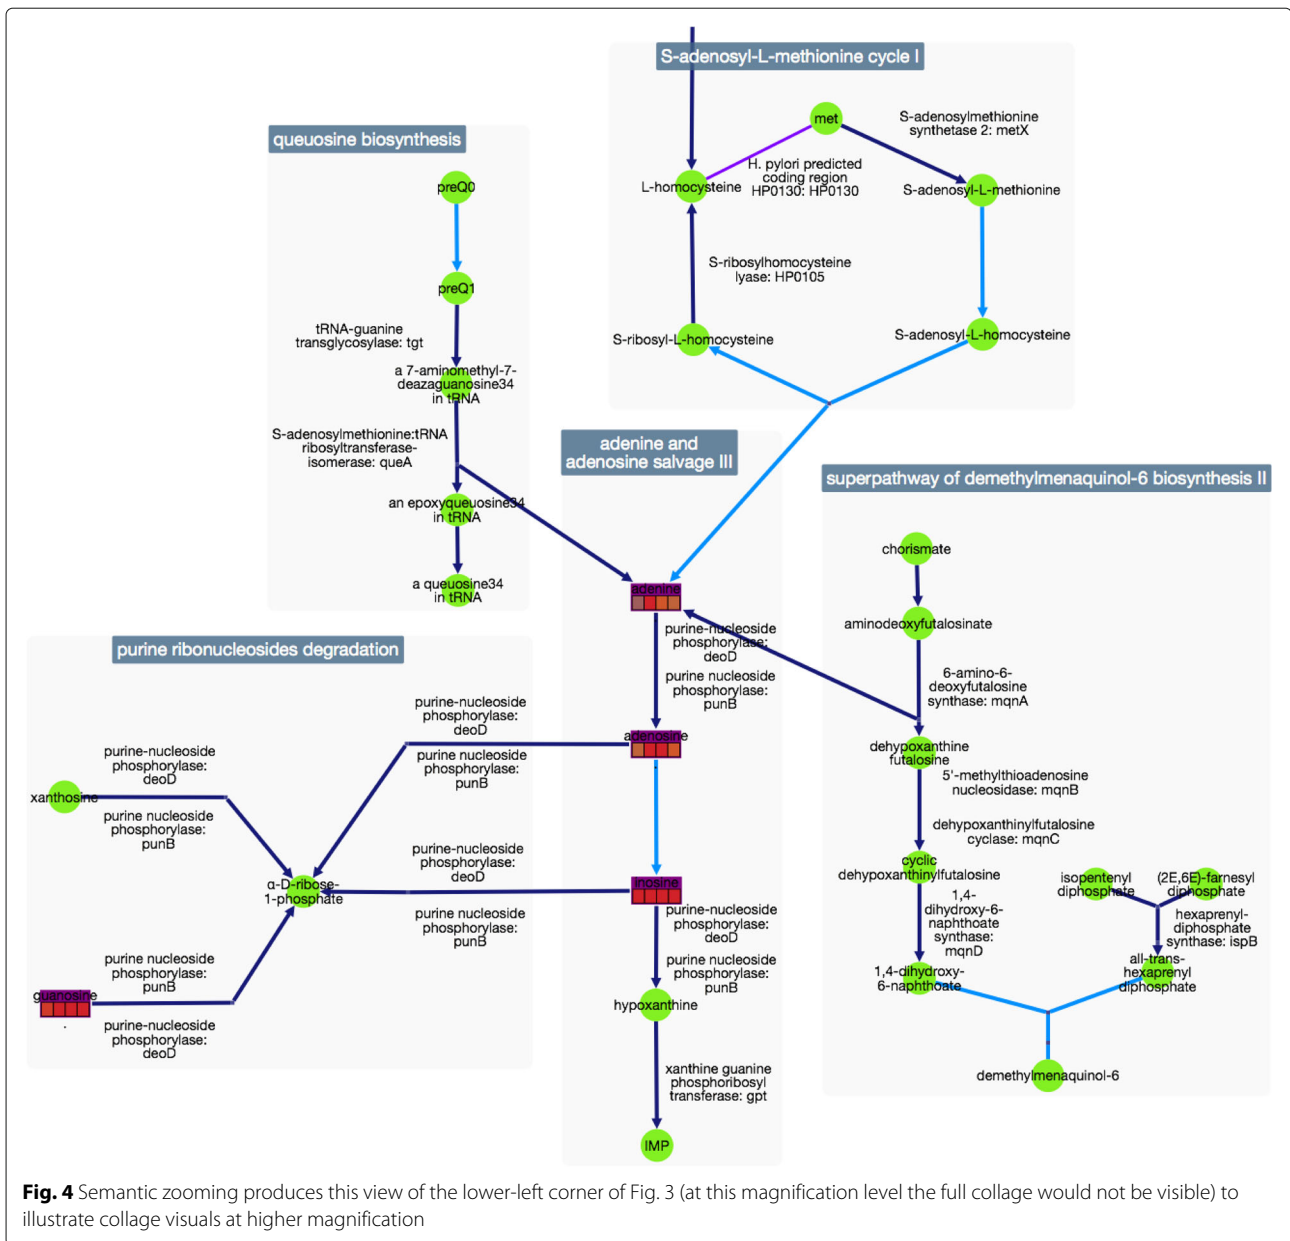 S-adenosyl-L-methionine cycle I
met
S-adenosylmethionine
synthetase 2: metX
L-homocysteine
H. pylori predicted
coding region
HP0130: HP0130
S-adenosyl-L-methionine
S-ribosylhomocysteine
lyase: HP0105
S-ribosyl-L-homocysteine
S-adenosyl-L-homocysteine
queuosine biosynthesis
preQ0
preQ1
tRNA-guanine
transglycosylase: tgt
a 7-aminomethyl-7-
deazaguanosine34
in tRNA
S-adenosylmethionine:tRNA
ribosyltransferase-
isomerase: queA
an epoxyqueuosine34
in tRNA
a queuosine34
in tRNA
adenine and
adenosine salvage III
adenine
purine-nucleoside
phosphorylase:
deoD
purine nucleoside
phosphorylase:
punB
adenosine
inosine
purine-nucleoside
phosphorylase:
deoD
purine nucleoside
phosphorylase:
punB
hypoxanthine
xanthine guanine
phosphoribosyl
transferase: gpt
IMP
superpathway of demethylmenaquinol-6 biosynthesis II
chorismate
aminodeoxyfutalosinate
6-amino-6-
deoxyfutalosine
synthase: mqnA
dehypoxanthine
futalosine
5'-methylthioadenosine
nucleosidase: mqnB
dehypoxanthinylfutalosine
cyclase: mqnC
cyclic
dehypoxanthinylfutalosine
1,4-
dihydroxy-6-
naphthoate
synthase:
mqnD
1,4-dihydroxy-
6-naphthoate
isopentenyl
diphosphate
(2E,6E)-farnesyl
diphosphate
hexaprenyl-
diphosphate
synthase: ispB
all-trans-
hexaprenyl
diphosphate
demethylmenaquinol-6
purine ribonucleosides degradation
purine-nucleoside
phosphorylase:
deoD
purine nucleoside
phosphorylase:
punB
purine-nucleoside
phosphorylase:
deoD
xanthosine
purine nucleoside
phosphorylase:
punB
purine-nucleoside
phosphorylase:
deoD
α-D-ribose-
1-phosphate
purine nucleoside
phosphorylase:
punB
purine nucleoside
phosphorylase:
punB
guanosine
purine-nucleoside
phosphorylase:
deoD
Fig. 4 Semantic zooming produces this view of the lower-left corner of Fig. 3 (at this magnification level the full collage would not be visible) to
illustrate collage visuals at higher magnification